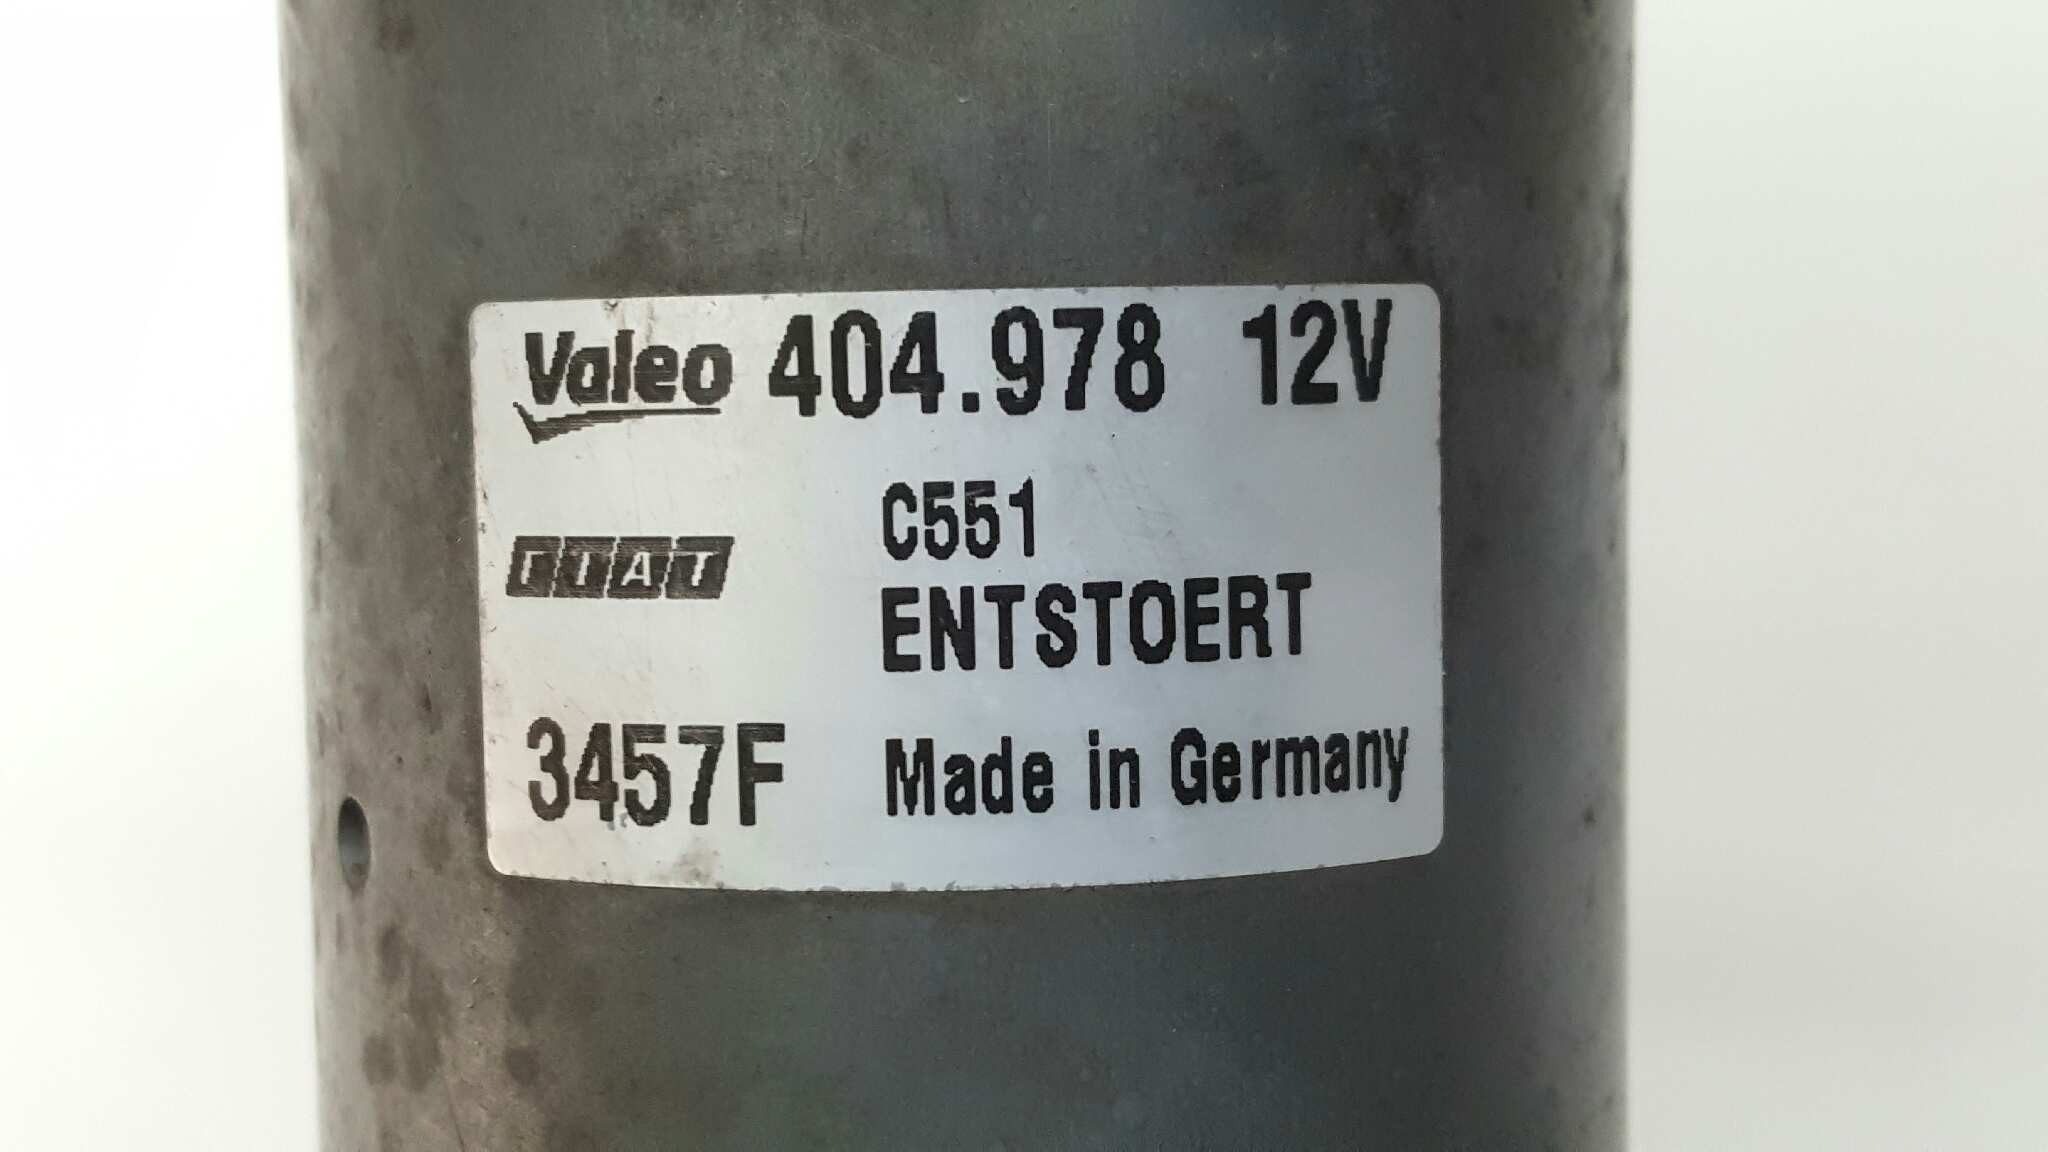 Valeo 404.978 12V
C551
FIAT
ENTSTOERT
3457F Made in Germany